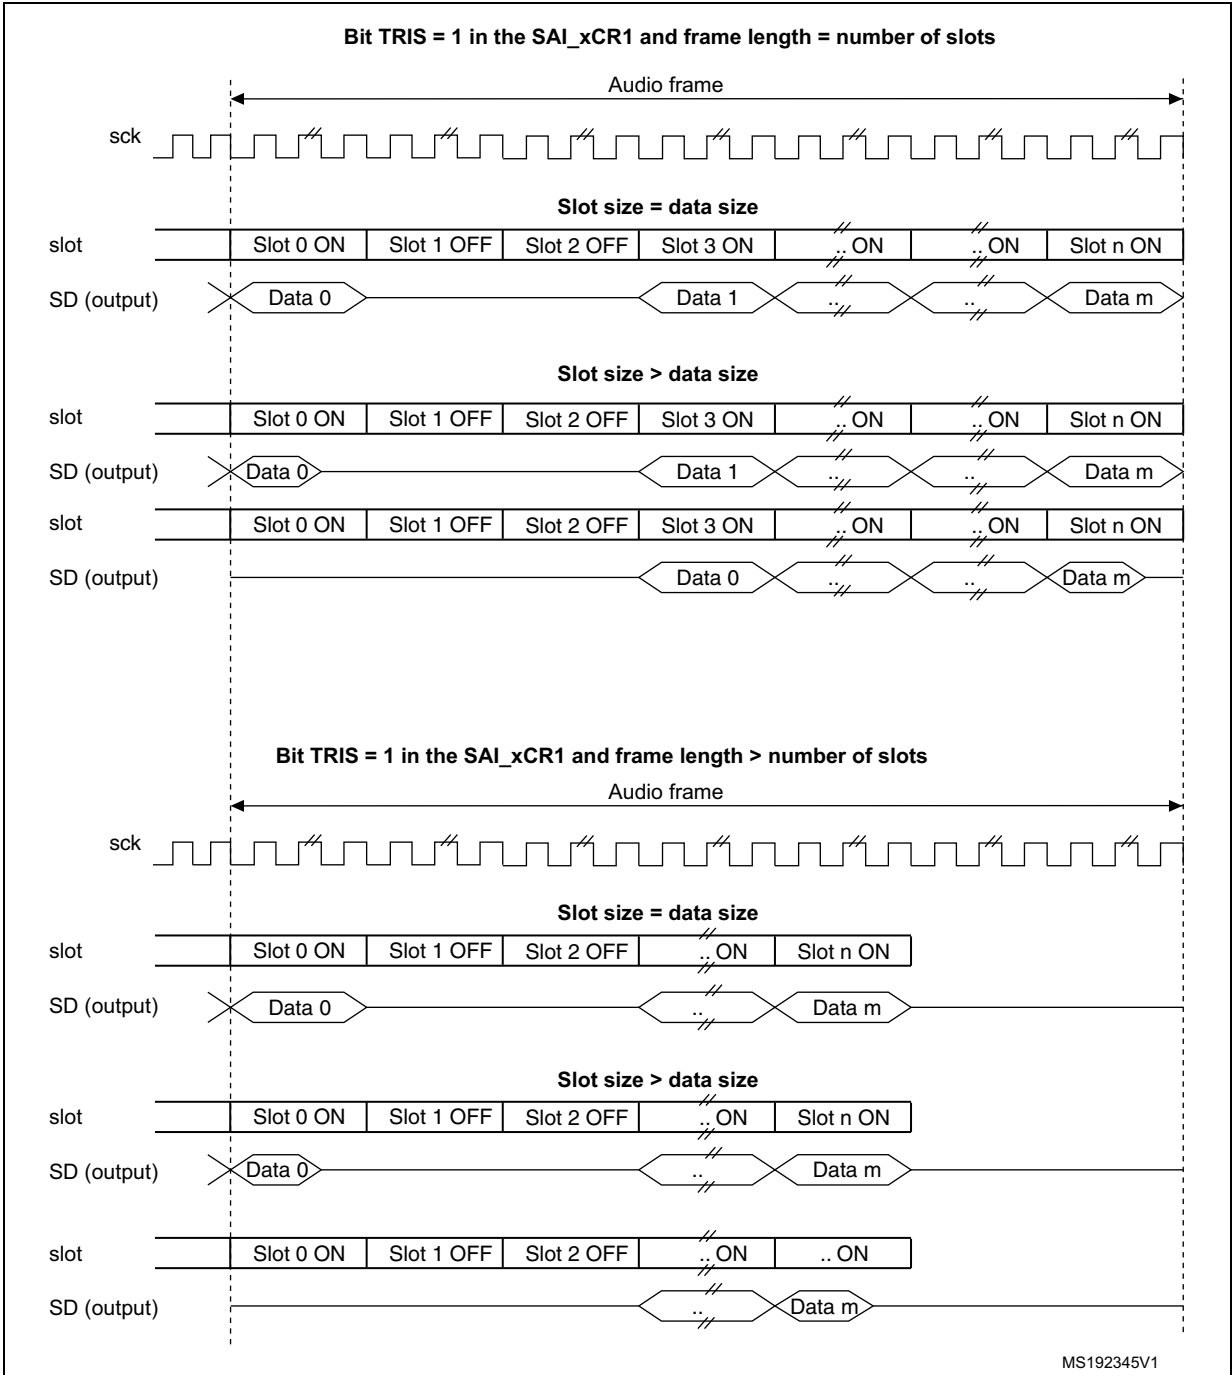 Bit TRIS = 1 in the SAI_xCR1 and frame length = number of slots
Audio frame
sck
Slot size = data size
slot Slot 0 ON Slot 1 OFF Slot 2 OFF Slot 3 ON .. ON .. ON Slot n ON
SD (output) Data 0 Data 1 .. .. Data m
Slot size > data size
slot Slot 0 ON Slot 1 OFF Slot 2 OFF Slot 3 ON .. ON .. ON Slot n ON
SD (output) Data 0 Data 1 .. .. Data m
slot Slot 0 ON Slot 1 OFF Slot 2 OFF Slot 3 ON .. ON .. ON Slot n ON
SD (output) Data 0 .. .. Data m
Bit TRIS = 1 in the SAI_xCR1 and frame length > number of slots
Audio frame
sck
Slot size = data size
slot Slot 0 ON Slot 1 OFF Slot 2 OFF .. ON Slot n ON
SD (output) Data 0 .. Data m
Slot size > data size
slot Slot 0 ON Slot 1 OFF Slot 2 OFF .. ON Slot n ON
SD (output) Data 0 .. Data m
slot Slot 0 ON Slot 1 OFF Slot 2 OFF .. ON .. ON
SD (output) .. Data m
MS192345V1